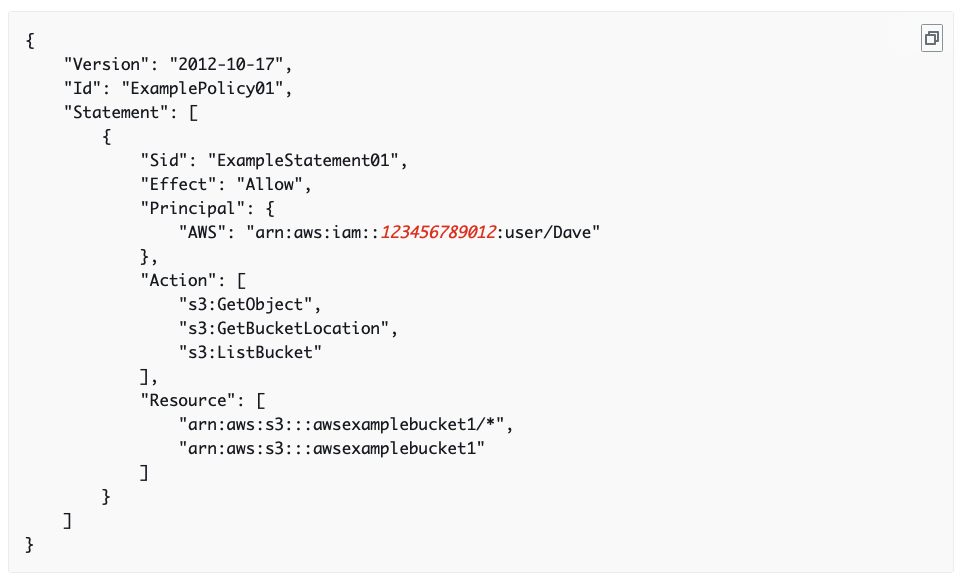 {
    "Version": "2012-10-17",
    "Id": "ExamplePolicy01",
    "Statement": [
        {
            "Sid": "ExampleStatement01",
            "Effect": "Allow",
            "Principal": {
                "AWS": "arn:aws:iam::123456789012:user/Dave"
            },
            "Action": [
                "s3:GetObject",
                "s3:GetBucketLocation",
                "s3:ListBucket"
            ],
            "Resource": [
                "arn:aws:s3:::awsexamplebucket1/*",
                "arn:aws:s3:::awsexamplebucket1"
            ]
        }
    ]
}